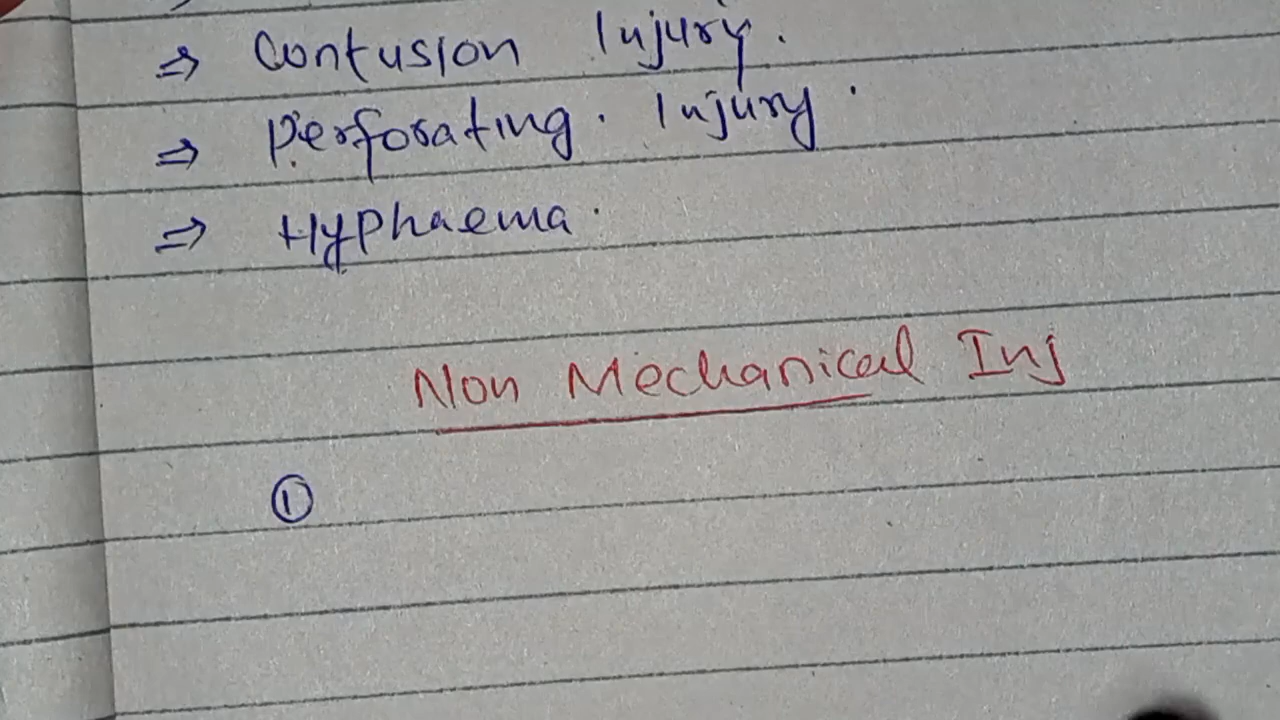 ⇒ Contusion Injury.
⇒ Perforating. Injury.
⇒ Hyphaema.
Non Mechanical Inj
①